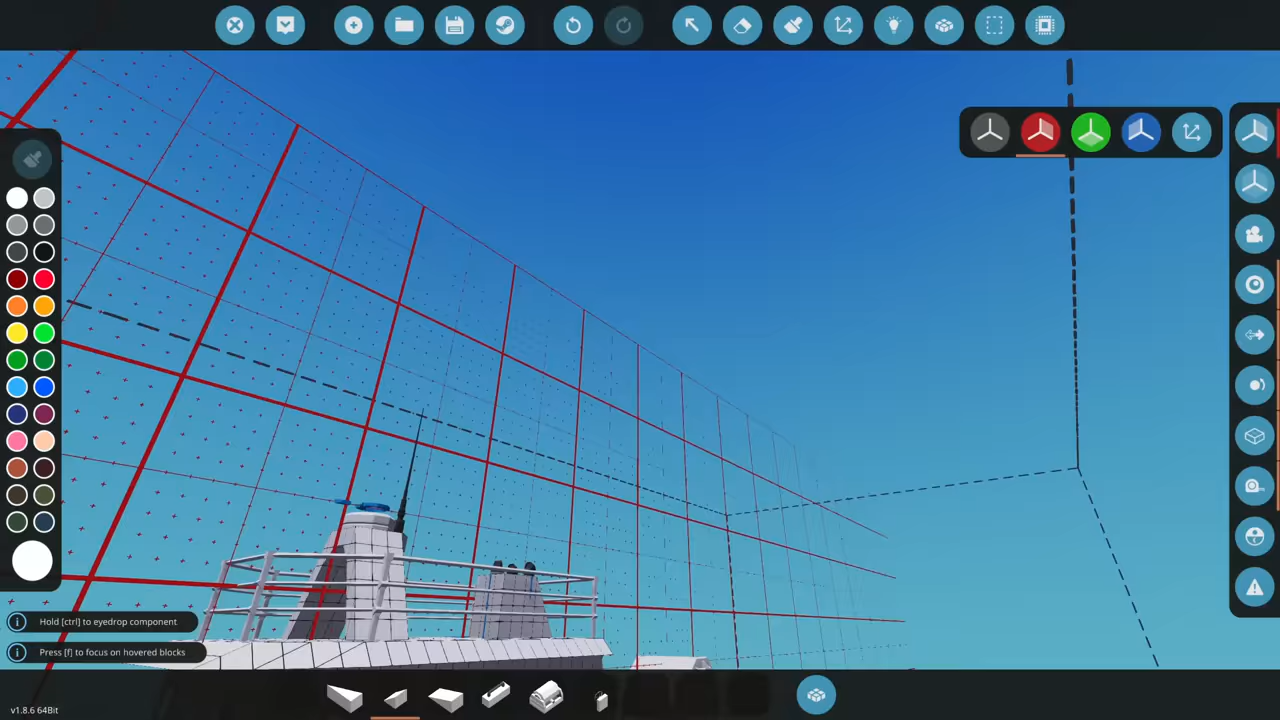 Hold [ctrl] to eyedrop component
Press [f] to focus on hovered blocks
v1.8.6 64Bit